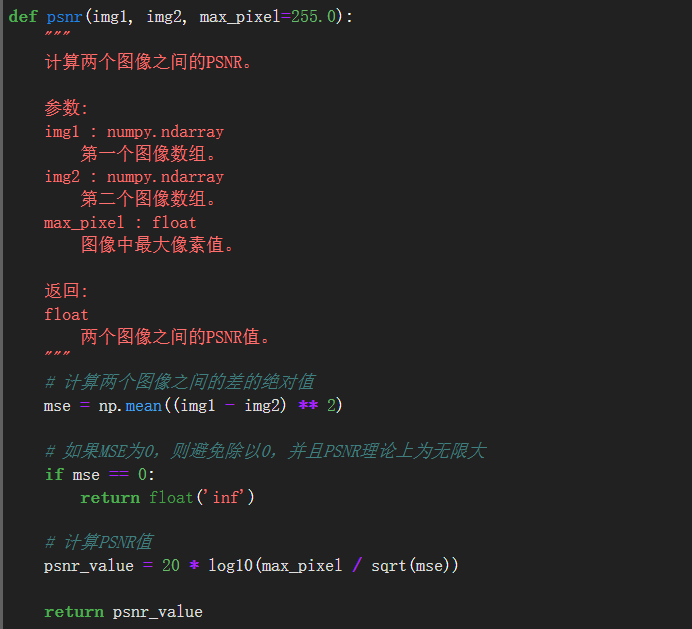 def psnr(img1, img2, max_pixel=255.0):
    """
    计算两个图像之间的PSNR。

    参数:
    img1 : numpy.ndarray
        第一个图像数组。
    img2 : numpy.ndarray
        第二个图像数组。
    max_pixel : float
        图像中最大像素值。

    返回:
    float
        两个图像之间的PSNR值。
    """
    # 计算两个图像之间的差的绝对值
    mse = np.mean((img1 - img2) ** 2)

    # 如果MSE为0，则避免除以0，并且PSNR理论上为无限大
    if mse == 0:
        return float('inf')

    # 计算PSNR值
    psnr_value = 20 * log10(max_pixel / sqrt(mse))

    return psnr_value